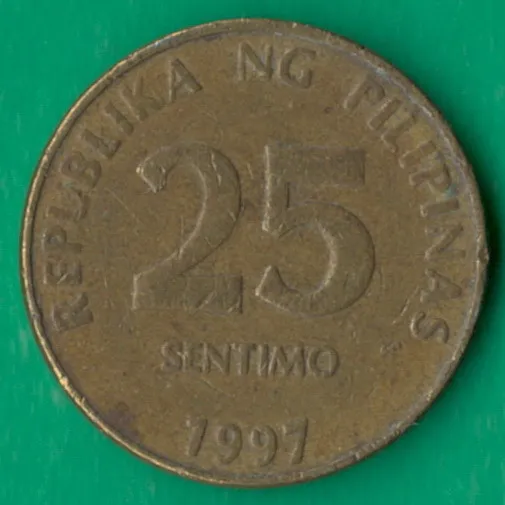 REPUBLIKA NG PILIPINAS
25
SENTIMO
1997